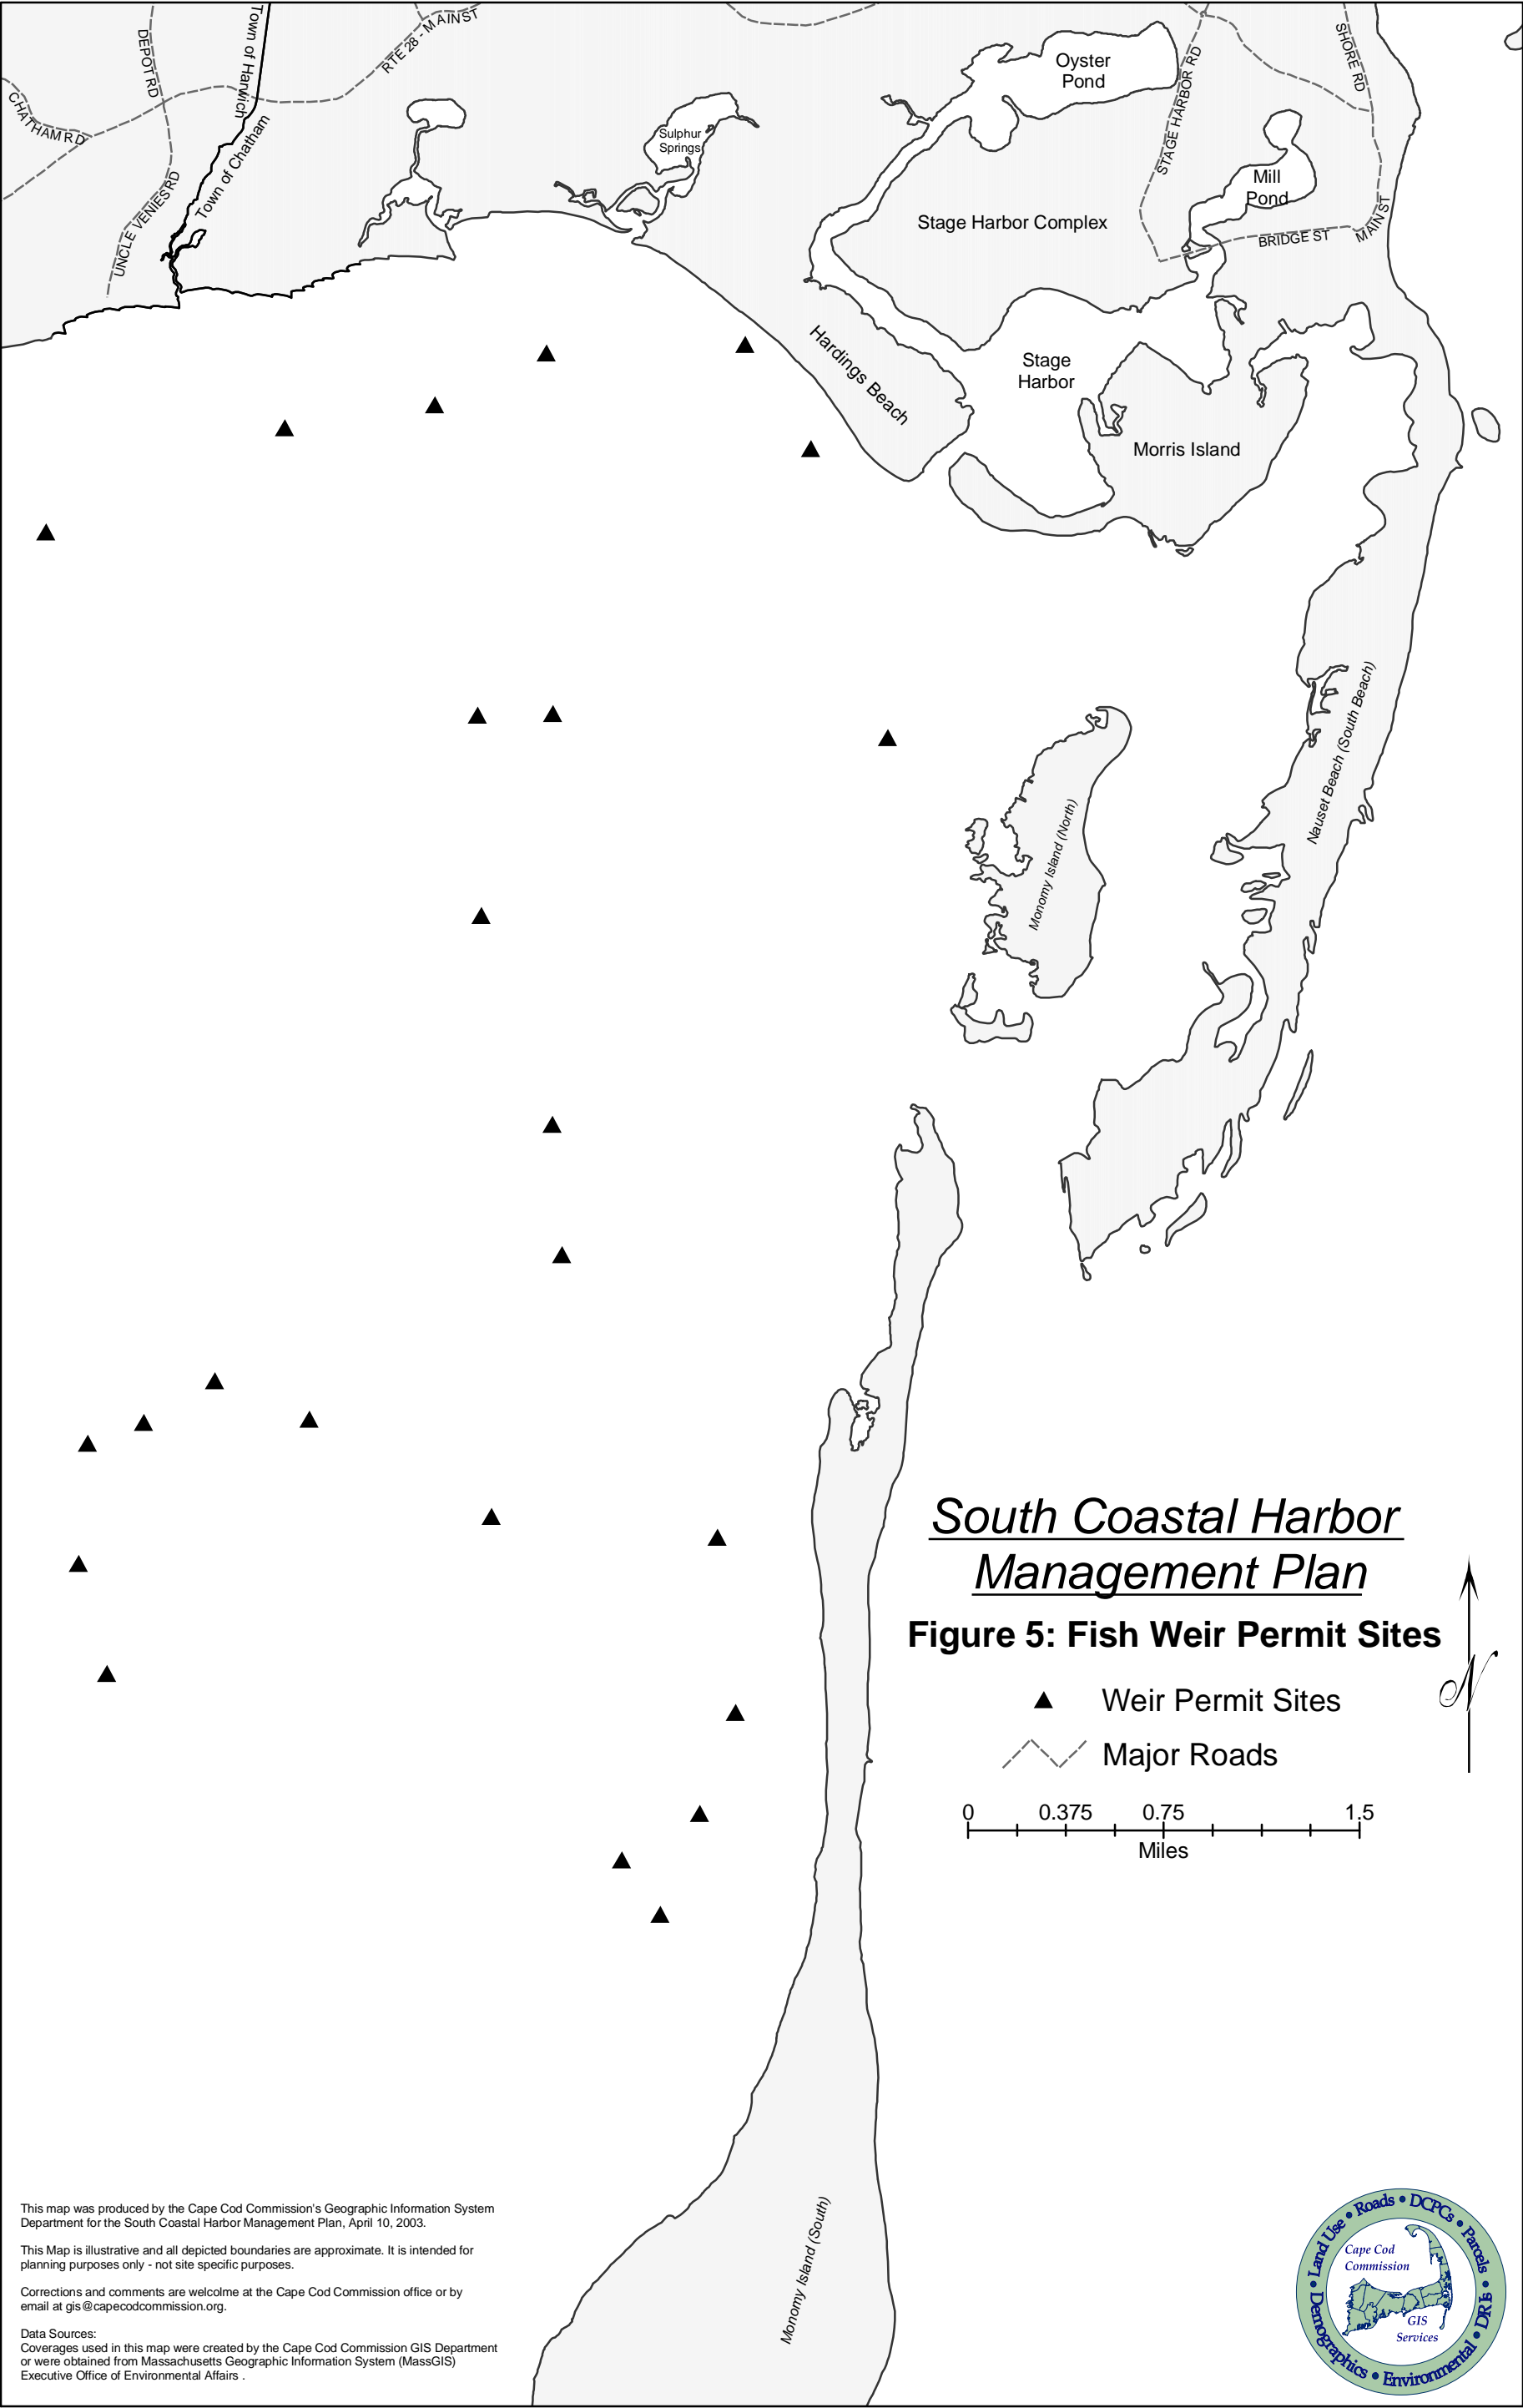 CHATHAM RD
DEPOT RD
UNCLE VENIES RD
Town of Harwich
Town of Chatham
RTE 28 - MAIN ST
Sulphur
Springs
Oyster
Pond
STAGE HARBOR RD
SHORE RD
Mill
Pond
BRIDGE ST
MAIN ST
Stage Harbor Complex
Hardings Beach
Stage
Harbor
Morris Island
Nauset Beach (South Beach)
Monomy Island (North)
South Coastal Harbor
Management Plan
Figure 5: Fish Weir Permit Sites
N
Weir Permit Sites
Major Roads
0 0.375 0.75 1.5
Miles
Monomy Island (South)
This map was produced by the Cape Cod Commission's Geographic Information System
Department for the South Coastal Harbor Management Plan, April 10, 2003.
This Map is illustrative and all depicted boundaries are approximate. It is intended for
planning purposes only - not site specific purposes.
Corrections and comments are welcolme at the Cape Cod Commission office or by
email at gis@capecodcommission.org.
Data Sources:
Coverages used in this map were created by the Cape Cod Commission GIS Department
or were obtained from Massachusetts Geographic Information System (MassGIS)
Executive Office of Environmental Affairs .
Demographics • Land Use • Roads • DCPCs • Parcels • DRIs • Environmental •
Cape Cod
Commission
GIS
Services